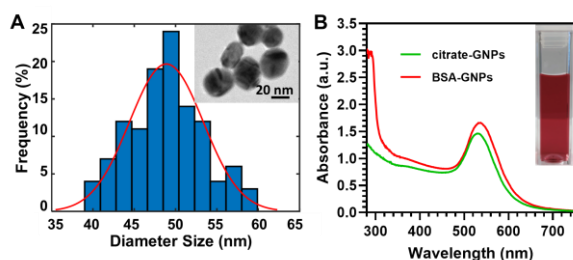 A
Frequency (%)
25
20
15
10
5
0
35
40
45
50
55
60
65
Diameter Size (nm)
20 nm
B
Absorbance (a.u.)
3.5
3.0
2.5
2.0
1.5
1.0
0.5
0.0
300
400
500
600
700
Wavelength (nm)
citrate-GNPs
BSA-GNPs